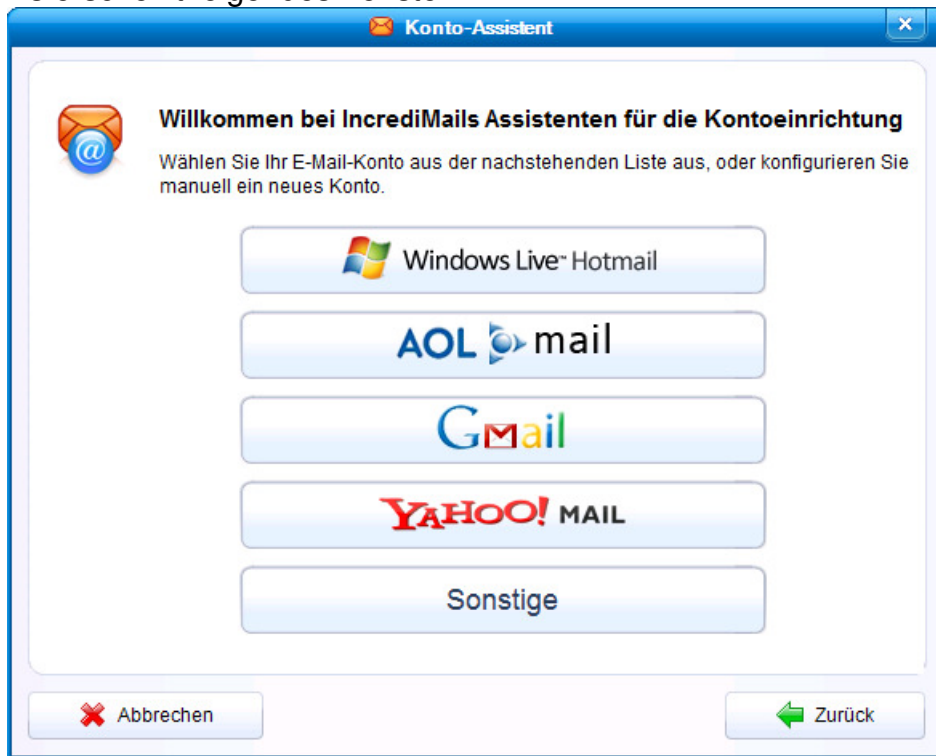 Konto-Assistent
Willkommen bei IncrediMails Assistenten für die Kontoeinrichtung
Wählen Sie Ihr E-Mail-Konto aus der nachstehenden Liste aus, oder konfigurieren Sie
manuell ein neues Konto.
Windows Live™ Hotmail
AOL mail
Gmail
YAHOO! MAIL
Sonstige
Abbrechen
Zurück